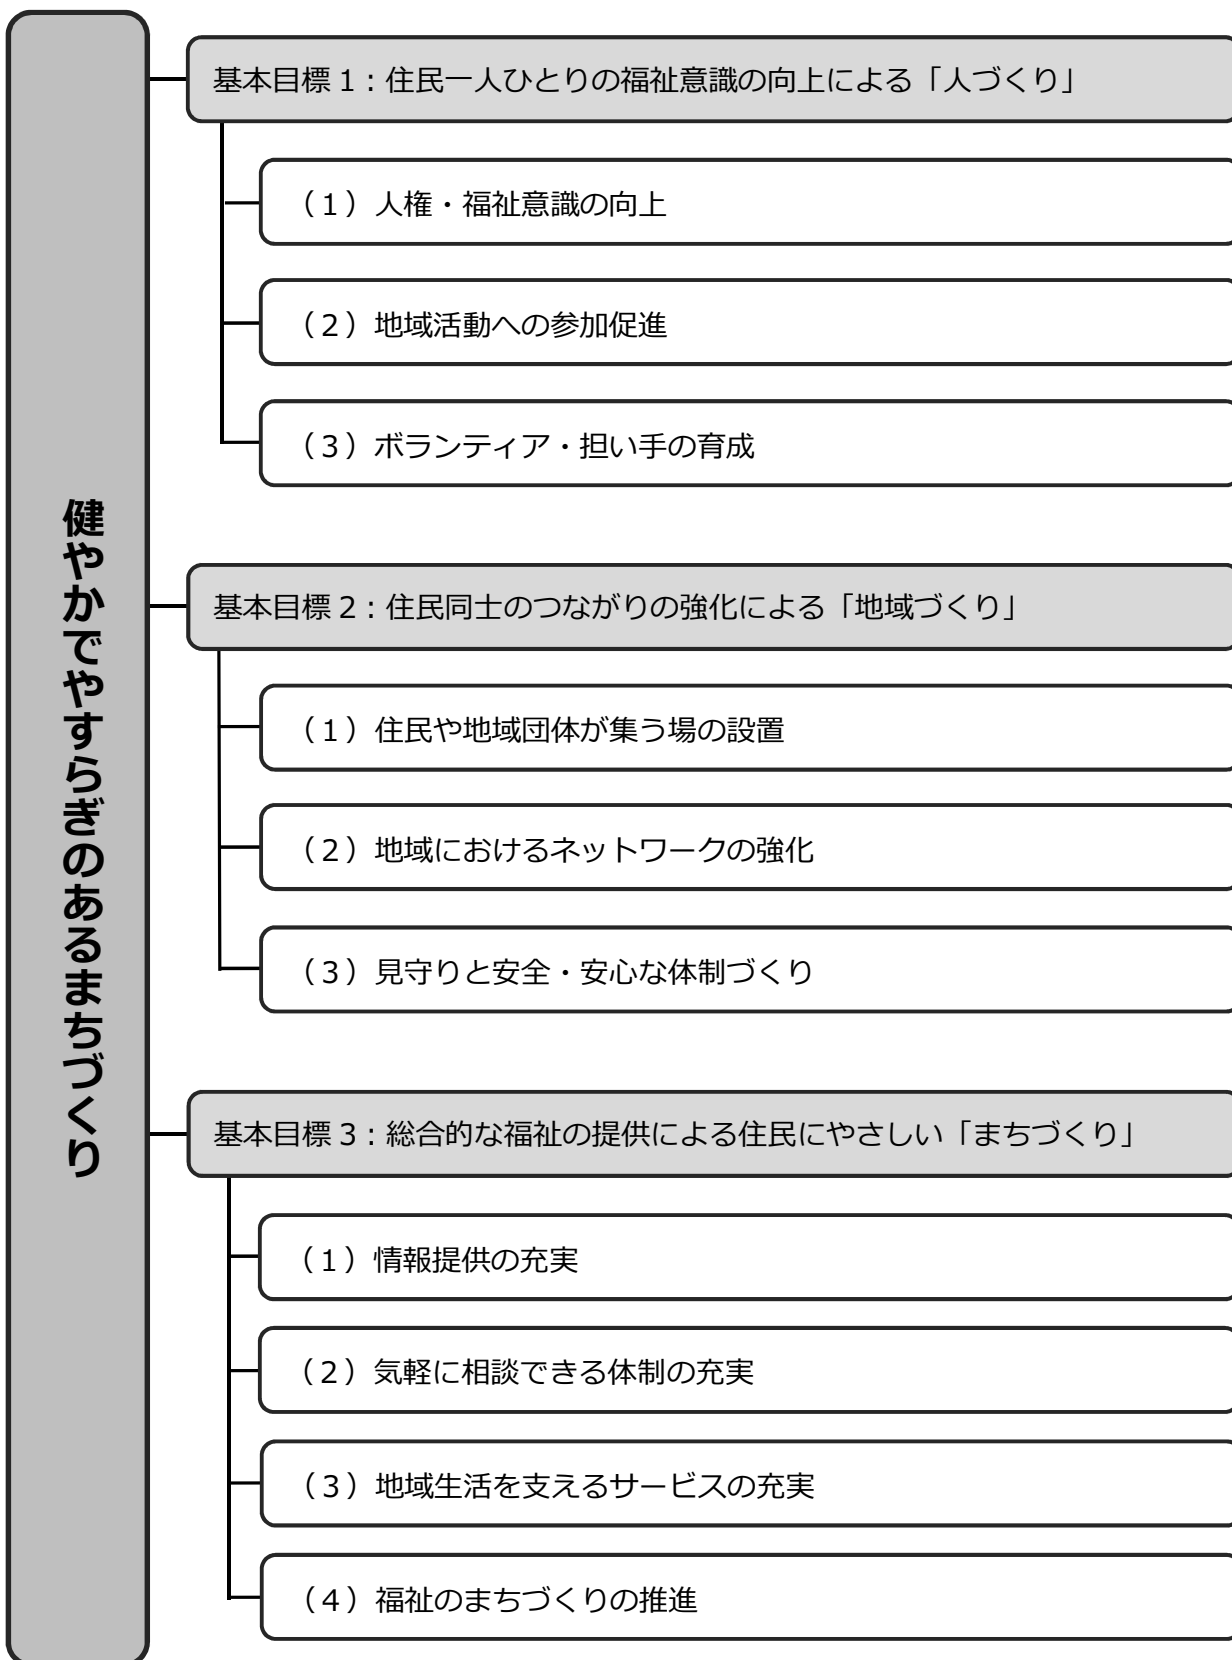 健やかでやすらぎのあるまちづくり
基本目標1：住民一人ひとりの福祉意識の向上による「人づくり」
（1）人権・福祉意識の向上
（2）地域活動への参加促進
（3）ボランティア・担い手の育成
基本目標2：住民同士のつながりの強化による「地域づくり」
（1）住民や地域団体が集う場の設置
（2）地域におけるネットワークの強化
（3）見守りと安全・安心な体制づくり
基本目標3：総合的な福祉の提供による住民にやさしい「まちづくり」
（1）情報提供の充実
（2）気軽に相談できる体制の充実
（3）地域生活を支えるサービスの充実
（4）福祉のまちづくりの推進